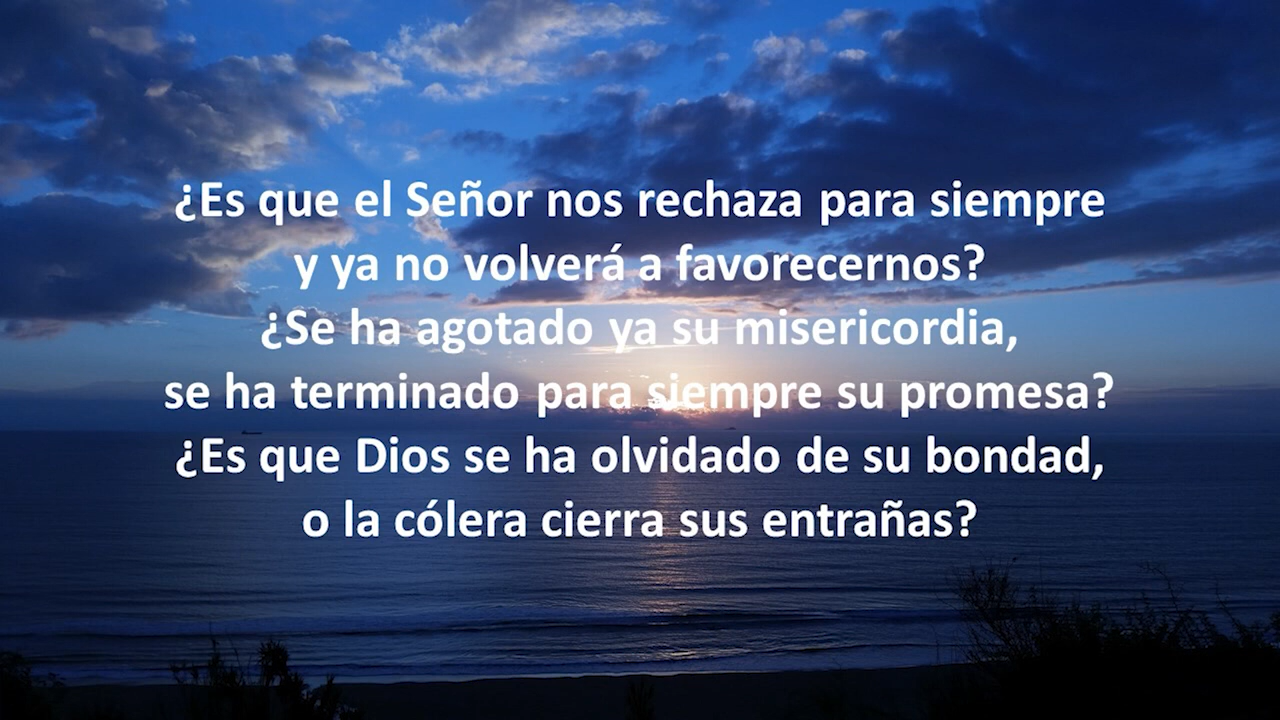 ¿Es que el Señor nos rechaza para siempre
y ya no volverá a favorecernos?
¿Se ha agotado ya su misericordia,
se ha terminado para siempre su promesa?
¿Es que Dios se ha olvidado de su bondad,
o la cólera cierra sus entrañas?